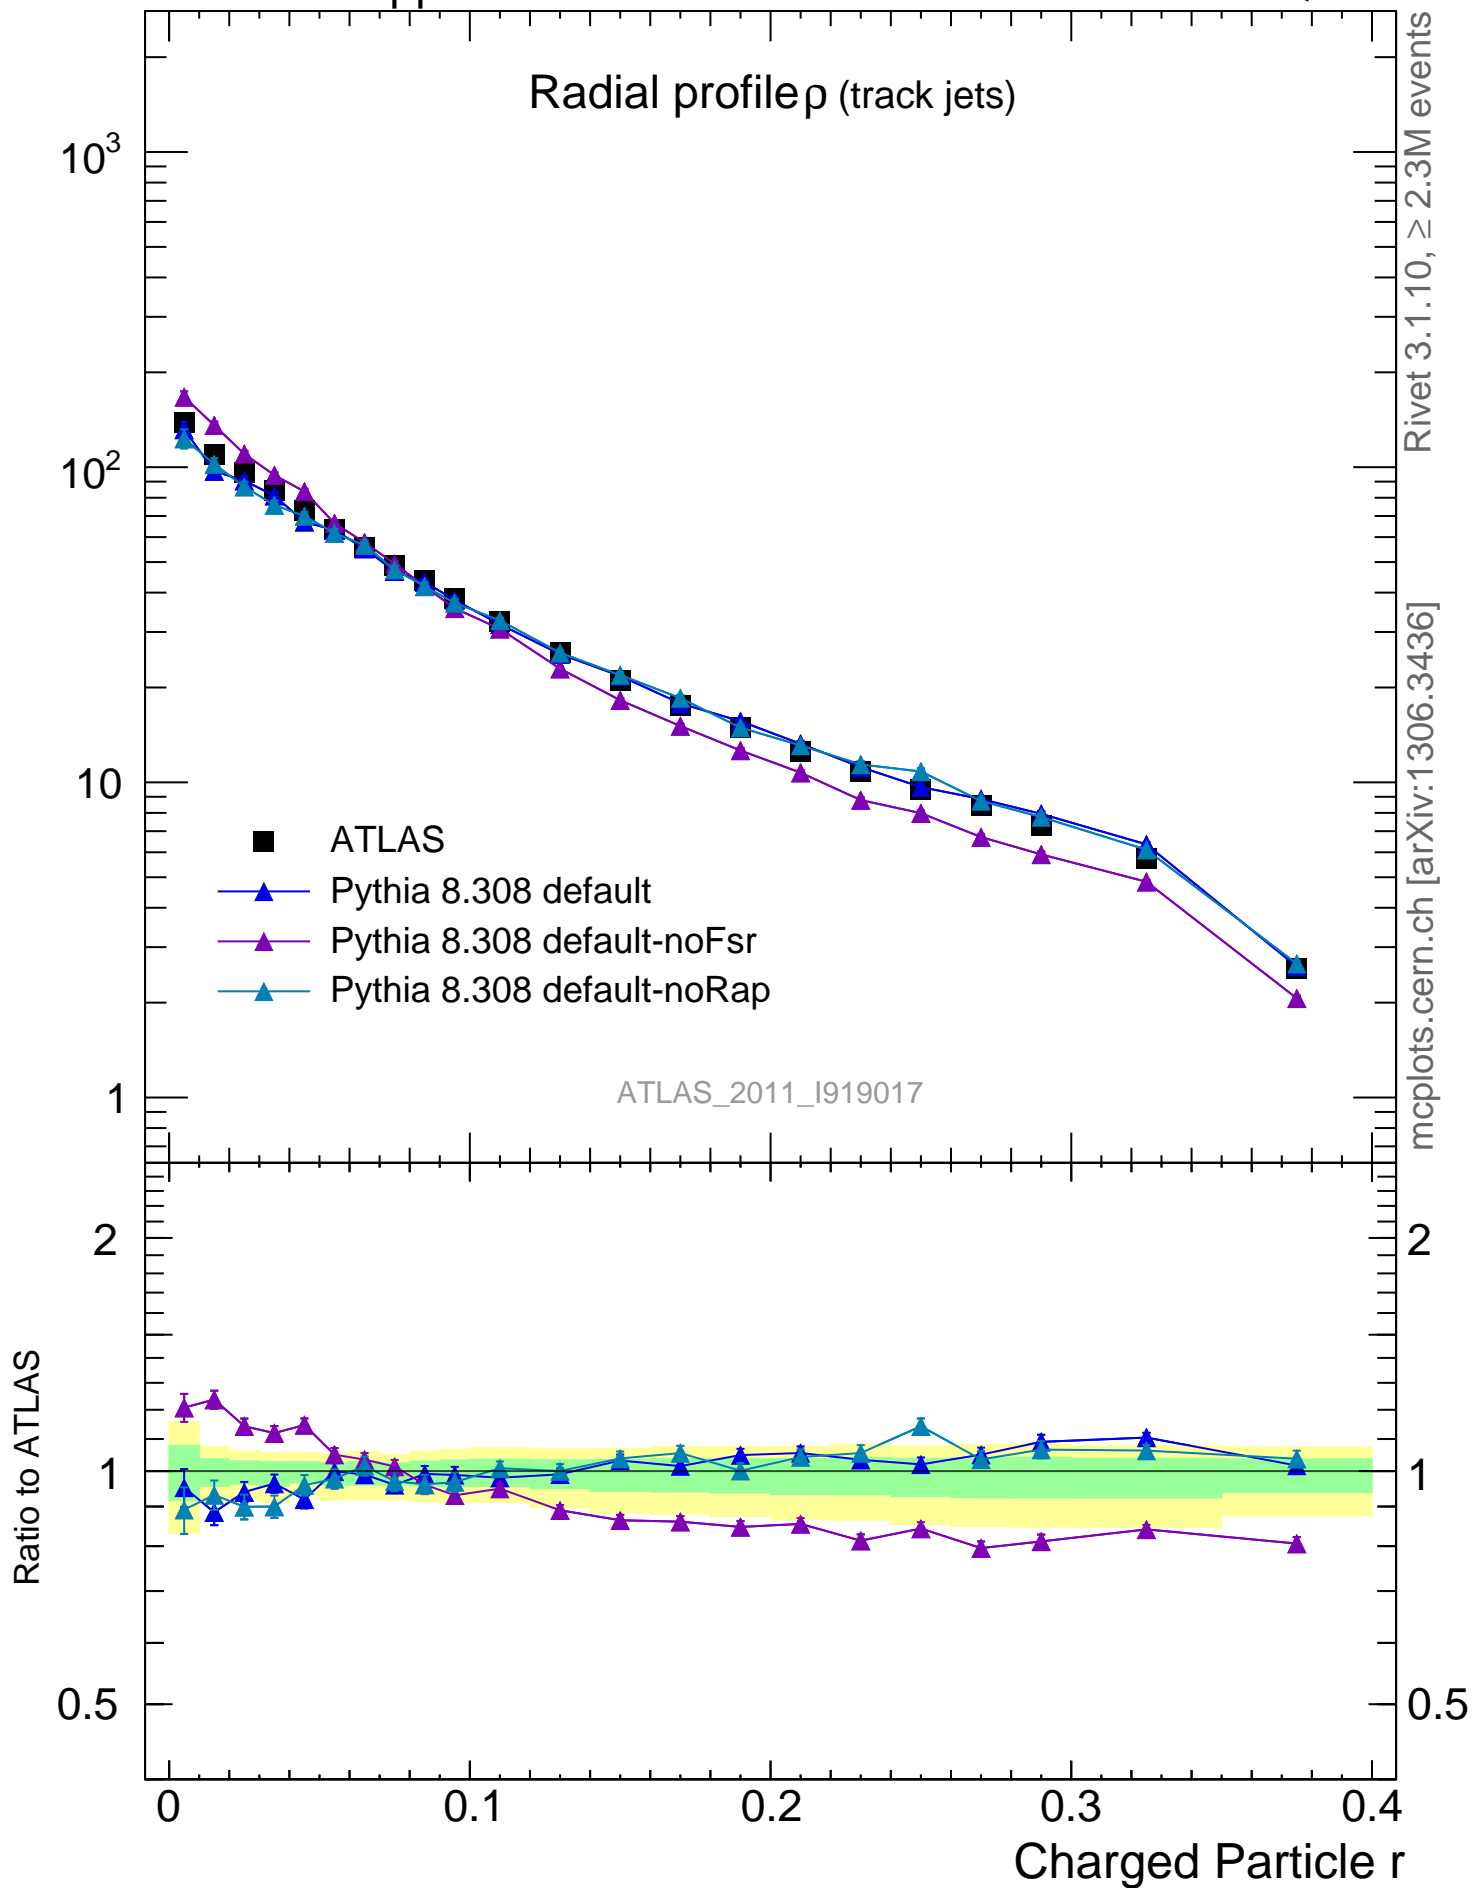 pp
Radial profile ρ (track jets)
10³
10²
10
1
ATLAS
Pythia 8.308 default
Pythia 8.308 default-noFsr
Pythia 8.308 default-noRap
ATLAS_2011_I919017
Rivet 3.1.10, ≥ 2.3M events
mcplots.cern.ch [arXiv:1306.3436]
Ratio to ATLAS
2
1
0.5
2
1
0.5
0 0.1 0.2 0.3 0.4
Charged Particle r